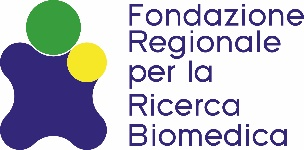 Fondazione
Regionale
per la
Ricerca
Biomedica